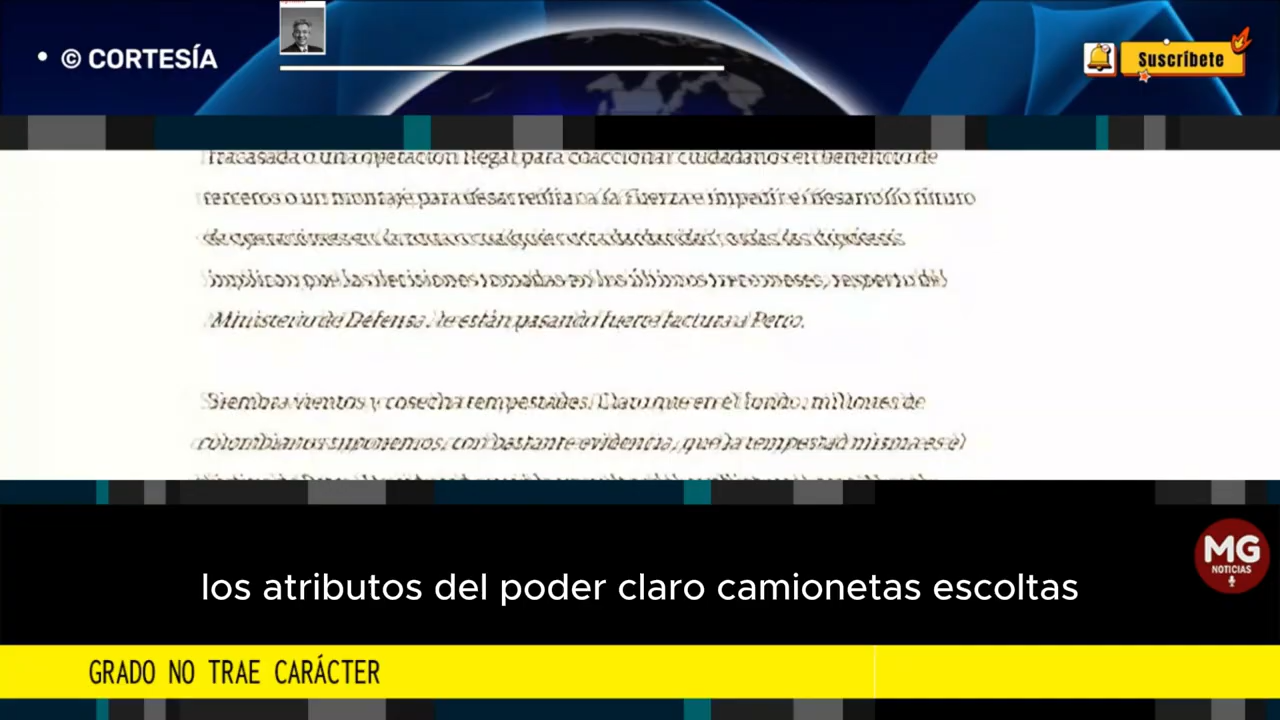 • © CORTESÍA
Suscríbete
fracasada o una operación ilegal para coaccionar ciudadanos en beneficio de
terceros o un montaje para desacreditar a la Fuerza e impedir el desarrollo futuro
de operaciones en la zona o cualquier otra barbaridad, todas las hipótesis
implican que las decisiones tomadas en los últimos trece meses, respecto del
Ministerio de Defensa, le están pasando fuerte factura a Petro.
Siembra vientos y cosecha tempestades. Claro que en el fondo, millones de
colombianos suponemos, con bastante evidencia, que la tempestad misma es el
los atributos del poder claro camionetas escoltas
MG
NOTICIAS
GRADO NO TRAE CARÁCTER